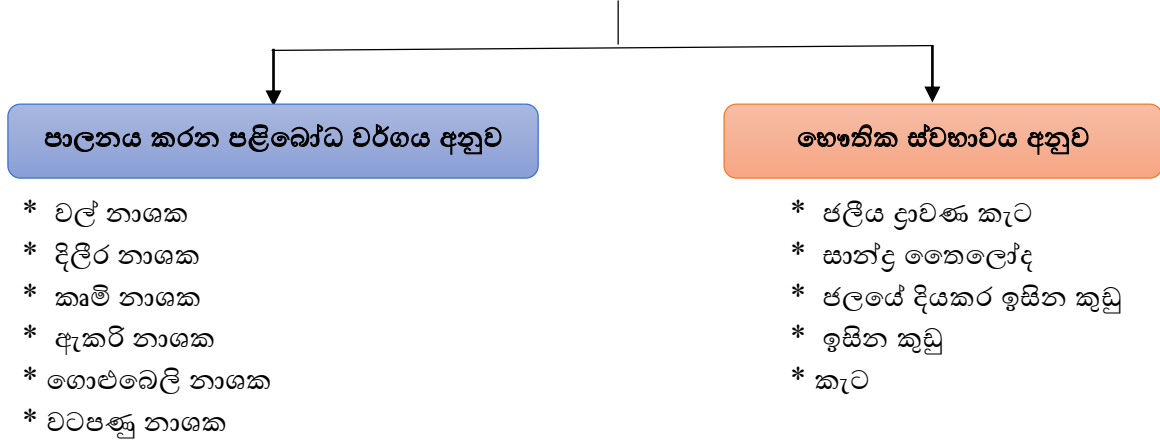 පාලනය කරන පළිබෝධ වර්ගය අනුව
* වල් නාශක
* දිලීර නාශක
* කෘමි නාශක
* ඇකරි නාශක
* ගොළුබෙලි නාශක
* වටපණු නාශක
භෞතික ස්වභාවය අනුව
* ජලීය ද්‍රාවණ කැට
* සාන්ද්‍ර තෛලෝද
* ජලයේ දියකර ඉසින කුඩු
* ඉසින කුඩු
* කැට